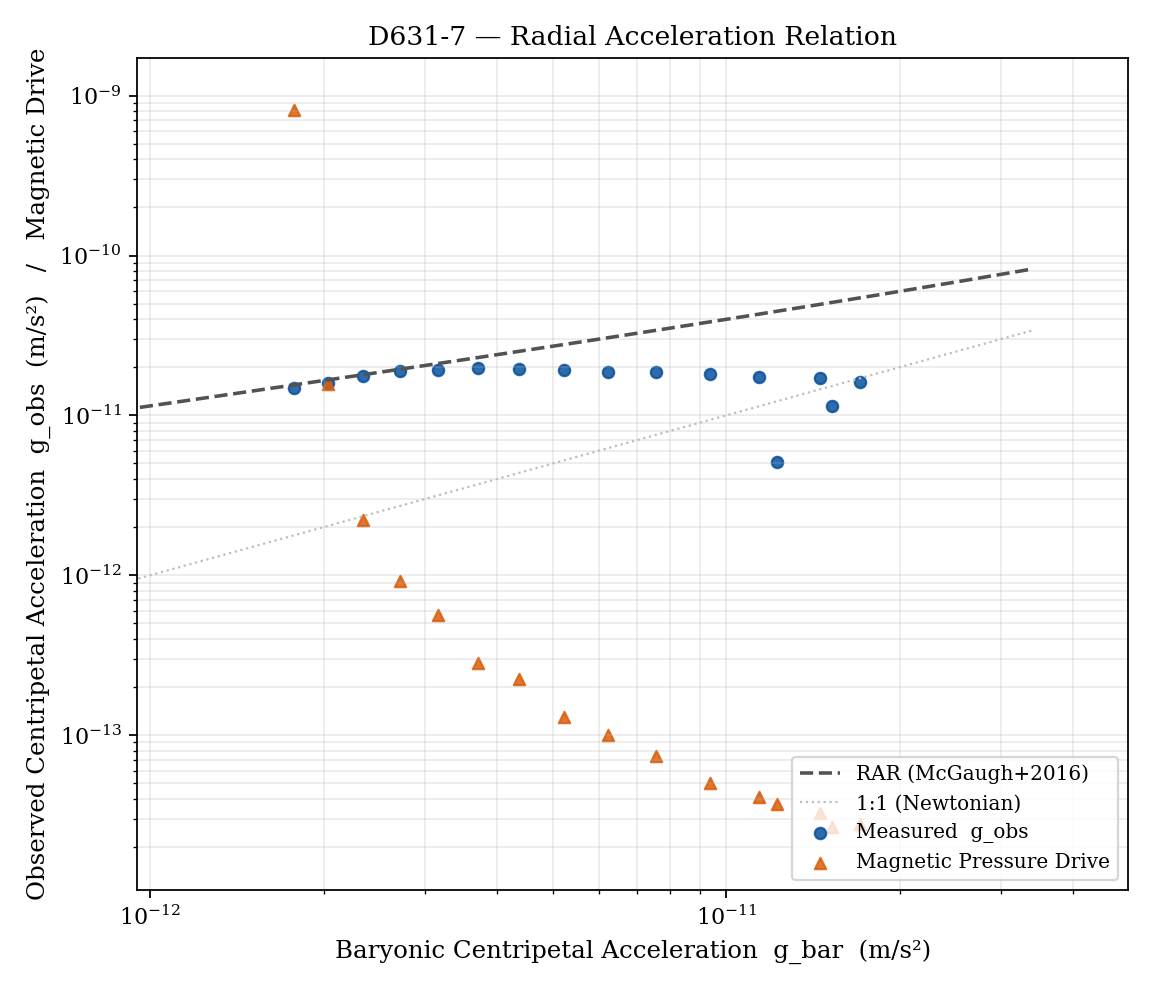 D631-7 — Radial Acceleration Relation
Observed Centripetal Acceleration  g_obs  (m/s²)   /   Magnetic Drive
10⁻⁹
10⁻¹⁰
10⁻¹¹
10⁻¹²
10⁻¹³
RAR (McGaugh+2016)
1:1 (Newtonian)
Measured  g_obs
Magnetic Pressure Drive
10⁻¹²
10⁻¹¹
Baryonic Centripetal Acceleration  g_bar  (m/s²)